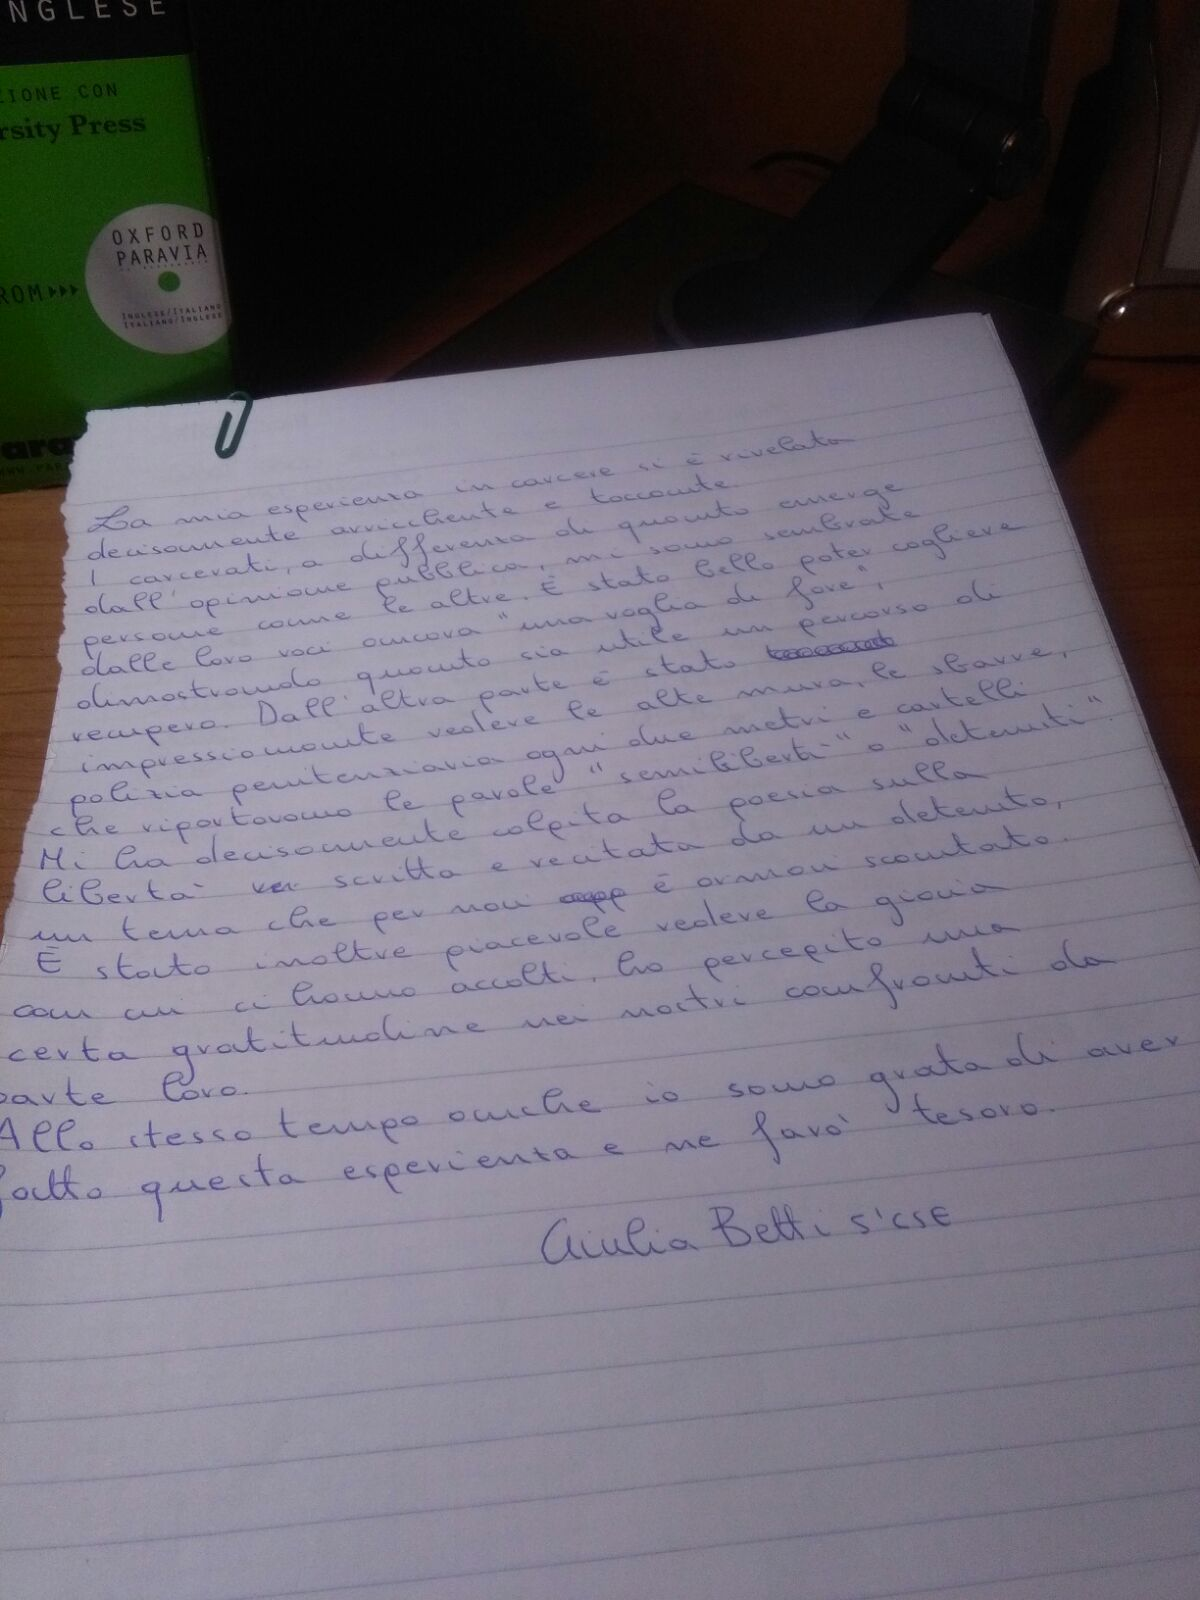 NGLESE
ZIONE CON
rsity Press
OXFORD
PARAVIA
ROM
INGLESE/ITALIANO
ITALIANO/INGLESE
La mia esperienza in carcere si è rivelata
decisamente arricchente e toccante
I carcerati, a differenza di quanto emerge
dall'opinione pubblica, mi sono sembrate
persone come le altre. È stato bello poter cogliere
dalle loro voci ancora "una voglia di fare",
dimostrando quanto sia utile un percorso di
recupero. Dall'altra parte è stato
impressionante vedere le alte mura, le sbarre,
polizia penitenziaria ogni due metri e cartelli
che riportavano le parole "semiliberti" o "detenuti".
Mi ha decisamente colpita la poesia sulla
libertà scritta e recitata da un detenuto,
un tema che per noi è ormai scontato.
È stato inoltre piacevole vedere la gioia
con cui ci hanno accolti, ho percepito una
certa gratitudine nei nostri confronti da
parte loro.
Allo stesso tempo anche io sono grata di aver
fatto questa esperienza e ne farò tesoro.
Giulia Betti 5'CSE